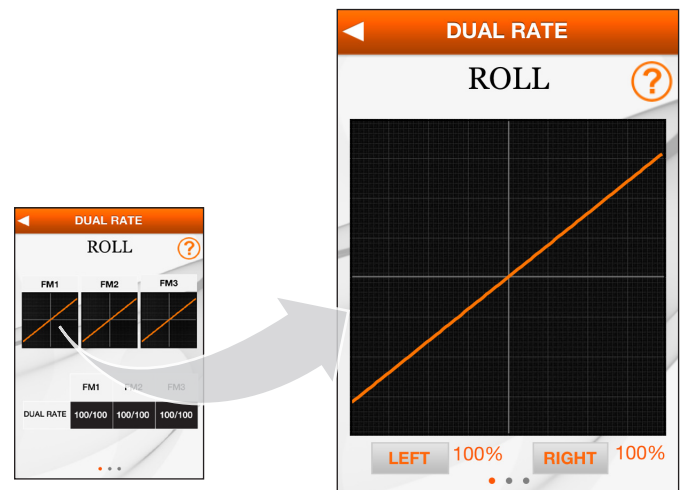 DUAL RATE
ROLL
?
FM1 FM2 FM3
FM1 FM2 FM3
DUAL RATE 100/100 100/100 100/100
DUAL RATE
ROLL
?
LEFT 100% RIGHT 100%